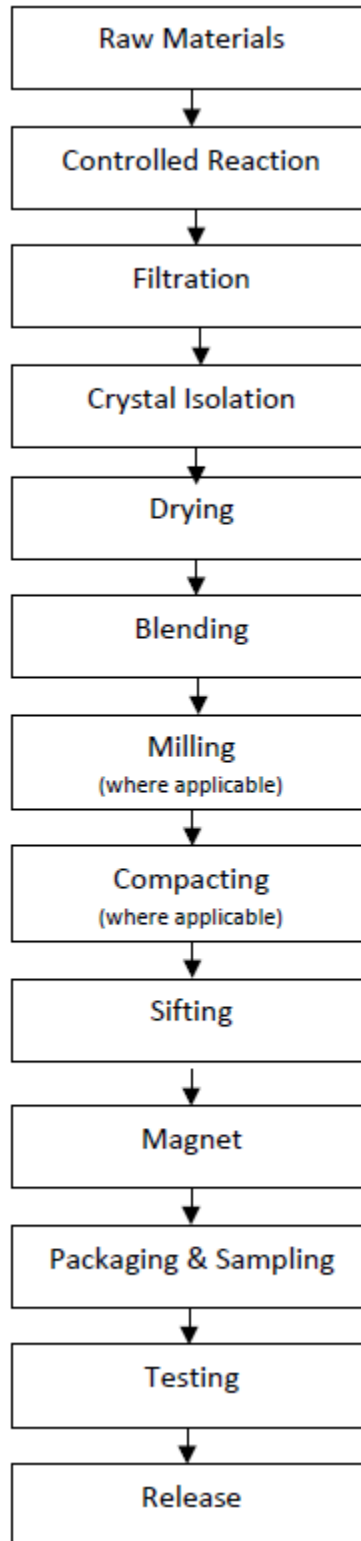 Raw Materials
Controlled Reaction
Filtration
Crystal Isolation
Drying
Blending
Milling
(where applicable)
Compacting
(where applicable)
Sifting
Magnet
Packaging & Sampling
Testing
Release